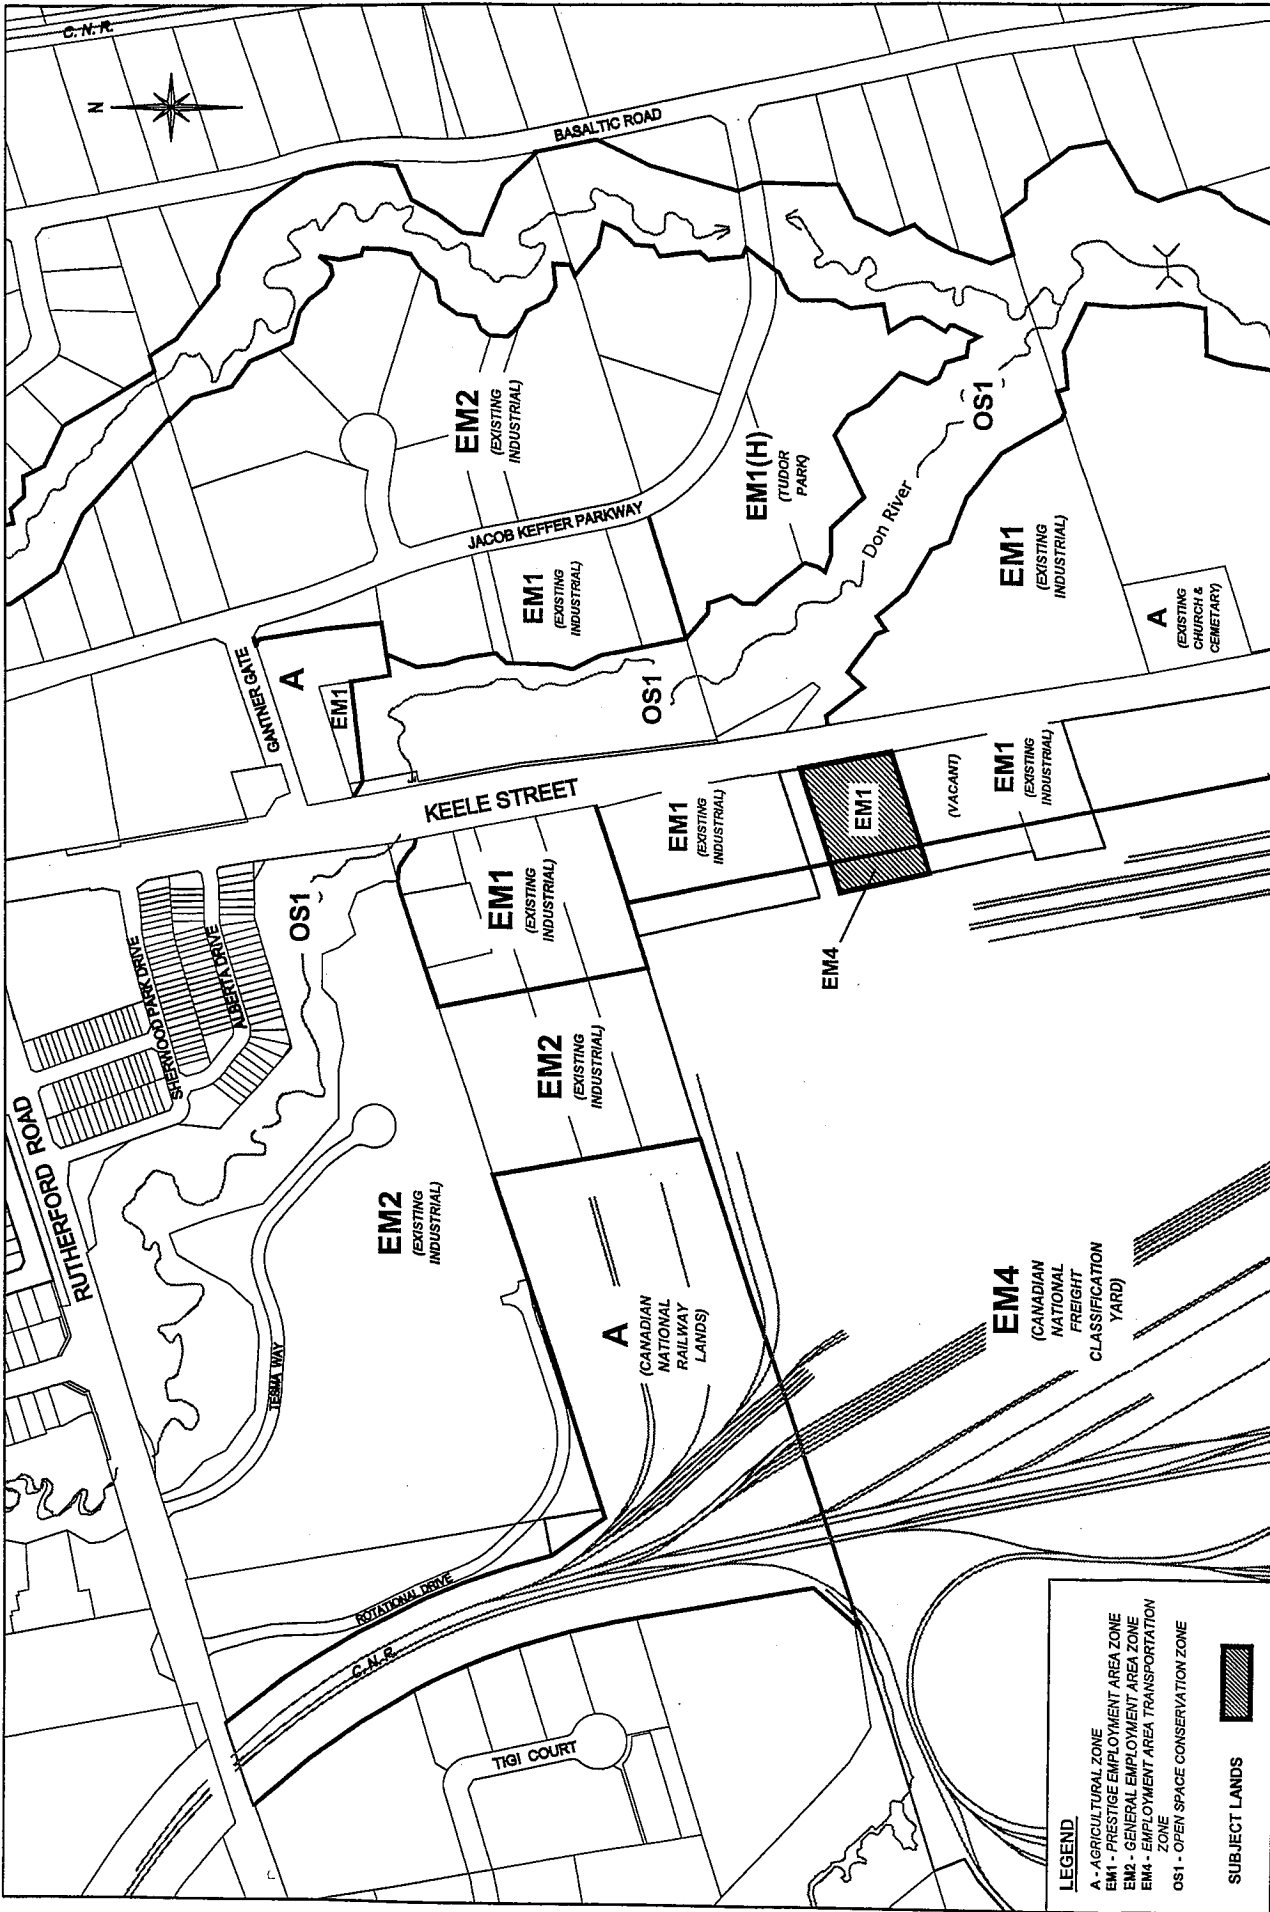 C.N.R.
N
BASALTIC ROAD
EM2
(EXISTING
INDUSTRIAL)
JACOB KEFFER PARKWAY
EM1(H)
(TUDOR
PARK)
OS1
Don River
EM1
(EXISTING
INDUSTRIAL)
EM1
(EXISTING
INDUSTRIAL)
A
(EXISTING
CHURCH &
CEMETARY)
GANTNER GATE
A
EM1
OS1
KEELE STREET
EM1
(EXISTING
INDUSTRIAL)
EM1
(VACANT)
EM1
(EXISTING
INDUSTRIAL)
EM4
SHERWOOD PARK DRIVE
ALBERTA DRIVE
OS1
EM1
(EXISTING
INDUSTRIAL)
EM2
(EXISTING
INDUSTRIAL)
RUTHERFORD ROAD
EM2
(EXISTING
INDUSTRIAL)
TESMA WAY
A
(CANADIAN
NATIONAL
RAILWAY
LANDS)
EM4
(CANADIAN
NATIONAL
FREIGHT
CLASSIFICATION
YARD)
ROTATIONAL DRIVE
C.N.R.
TIGI COURT
LEGEND
A - AGRICULTURAL ZONE
EM1 - PRESTIGE EMPLOYMENT AREA ZONE
EM2 - GENERAL EMPLOYMENT AREA ZONE
EM4 - EMPLOYMENT AREA TRANSPORTATION
ZONE
OS1 - OPEN SPACE CONSERVATION ZONE
SUBJECT LANDS